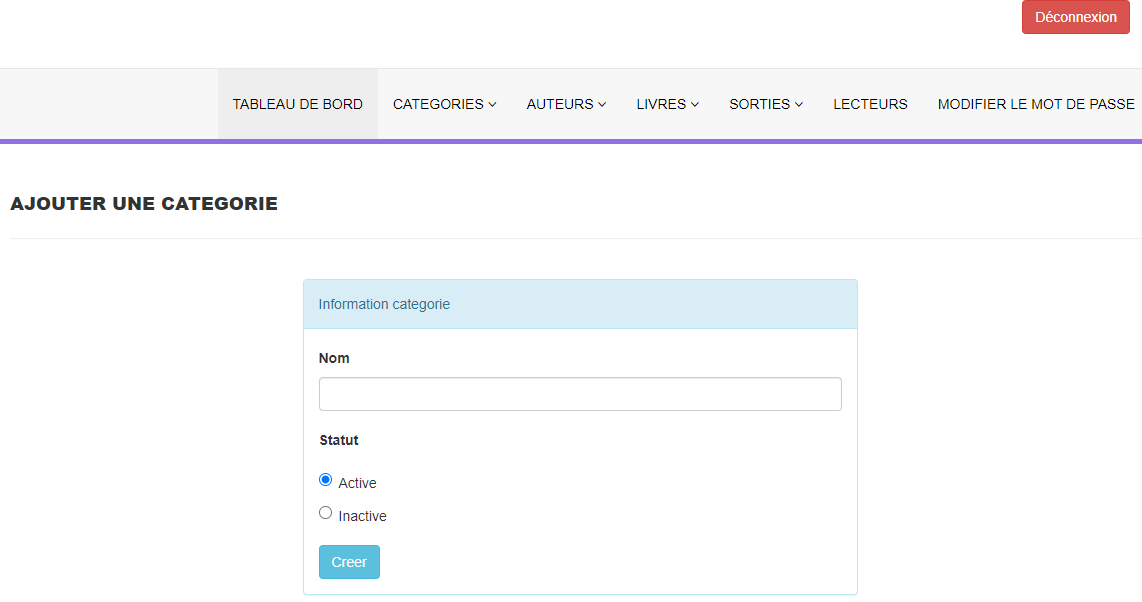 Déconnexion
TABLEAU DE BORD CATEGORIES AUTEURS LIVRES SORTIES LECTEURS MODIFIER LE MOT DE PASSE
AJOUTER UNE CATEGORIE
Information categorie
Nom
Statut
Active
Inactive
Creer